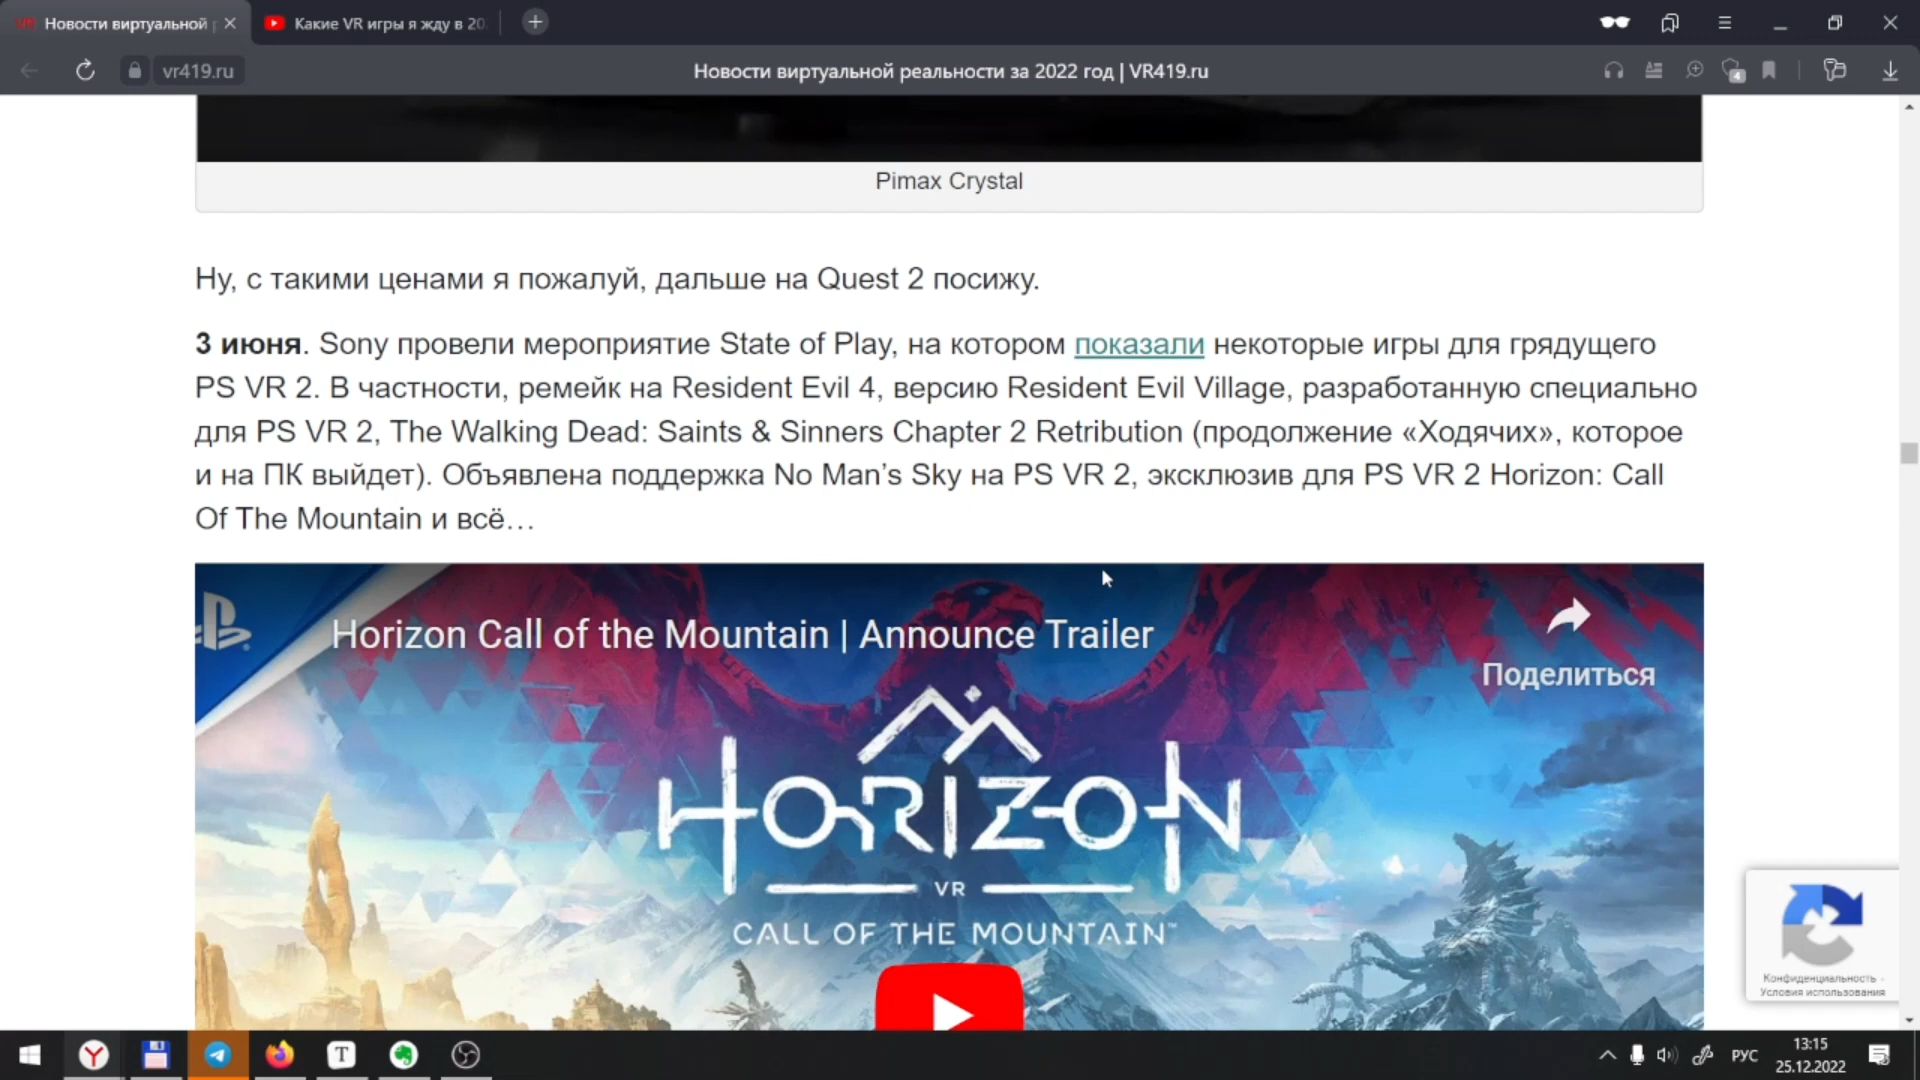 Новости виртуальной р
Какие VR игры я жду в 20
vr419.ru
Новости виртуальной реальности за 2022 год | VR419.ru
4
Pimax Crystal
Ну, с такими ценами я пожалуй, дальше на Quest 2 посижу.
3 июня. Sony провели мероприятие State of Play, на котором показали некоторые игры для грядущего
PS VR 2. В частности, ремейк на Resident Evil 4, версию Resident Evil Village, разработанную специально
для PS VR 2, The Walking Dead: Saints & Sinners Chapter 2 Retribution (продолжение «Ходячих», которое
и на ПК выйдет). Объявлена поддержка No Man’s Sky на PS VR 2, эксклюзив для PS VR 2 Horizon: Call
Of The Mountain и всё…
Horizon Call of the Mountain | Announce Trailer
Поделиться
HORIZON
VR
CALL OF THE MOUNTAIN™
Конфиденциальность -
Условия использования
РУС
13:15
25.12.2022